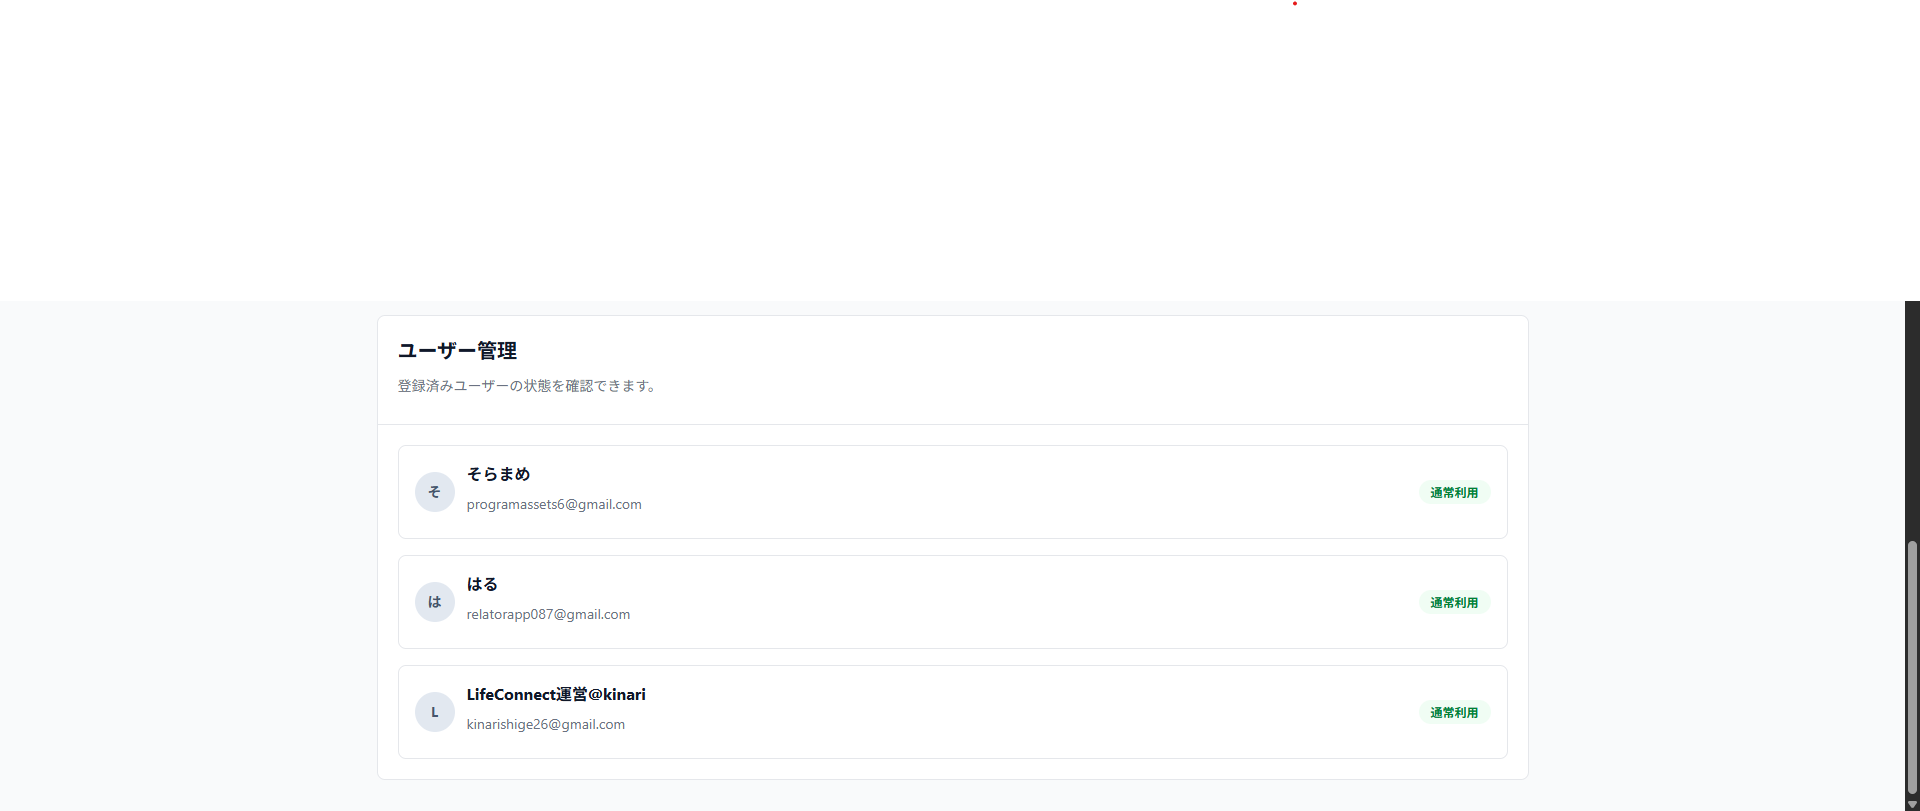 ユーザー管理
登録済みユーザーの状態を確認できます。
そ
そらまめ
programassets6@gmail.com
通常利用
は
はる
relatorapp087@gmail.com
通常利用
L
LifeConnect運営@kinari
kinarishige26@gmail.com
通常利用